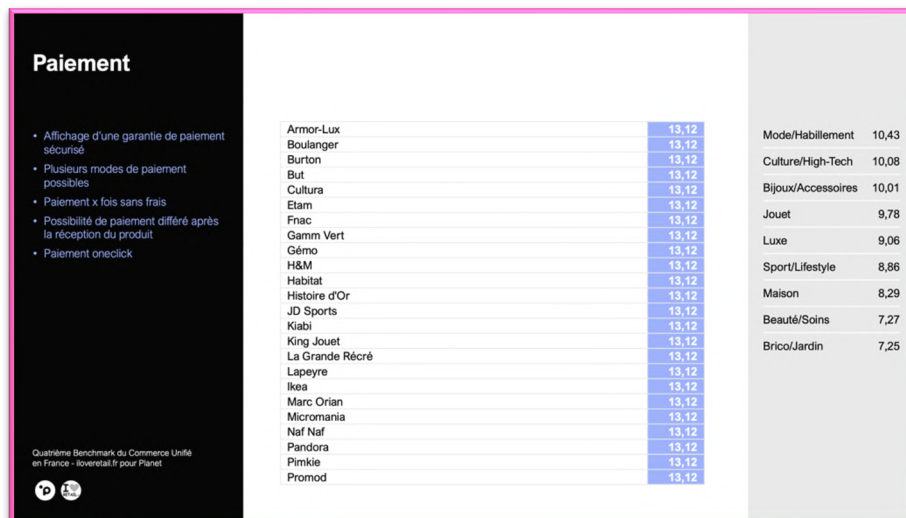 Paiement
• Affichage d'une garantie de paiement
sécurisé
• Plusieurs modes de paiement
possibles
• Paiement x fois sans frais
• Possibilité de paiement différé après
la réception du produit
• Paiement oneclick
Quatrième Benchmark du Commerce Unifié
en France - iloveretail.fr pour Planet
Armor-Lux 13,12
Boulanger 13,12
Burton 13,12
But 13,12
Cultura 13,12
Etam 13,12
Fnac 13,12
Gamm Vert 13,12
Gémo 13,12
H&M 13,12
Habitat 13,12
Histoire d'Or 13,12
JD Sports 13,12
Kiabi 13,12
King Jouet 13,12
La Grande Récré 13,12
Lapeyre 13,12
Ikea 13,12
Marc Orian 13,12
Micromania 13,12
Naf Naf 13,12
Pandora 13,12
Pimkie 13,12
Promod 13,12
Mode/Habillement 10,43
Culture/High-Tech 10,08
Bijoux/Accessoires 10,01
Jouet 9,78
Luxe 9,06
Sport/Lifestyle 8,86
Maison 8,29
Beauté/Soins 7,27
Brico/Jardin 7,25